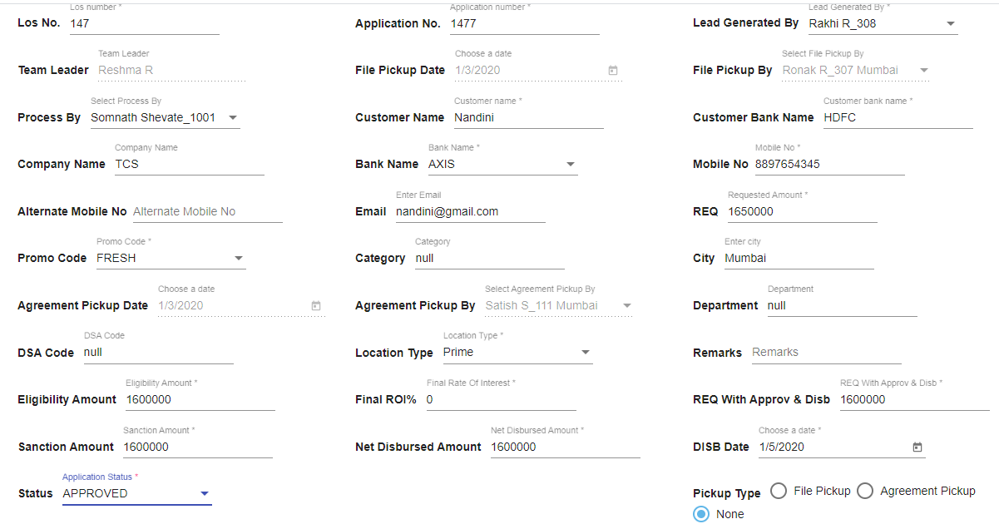 Los number *
Application number *
Lead Generated By *
Los No. 147
Application No. 1477
Lead Generated By Rakhi R_308
Team Leader
Choose a date
Select File Pickup By
Team Leader Reshma R
File Pickup Date 1/3/2020
File Pickup By Ronak R_307 Mumbai
Select Process By
Customer name *
Customer bank name *
Process By Somnath Shevate_1001
Customer Name Nandini
Customer Bank Name HDFC
Company Name
Bank Name *
Mobile No *
Company Name TCS
Bank Name AXIS
Mobile No 8897654345
Enter Email
Requested Amount *
Alternate Mobile No Alternate Mobile No
Email nandini@gmail.com
REQ 1650000
Promo Code *
Category
Enter city
Promo Code FRESH
Category null
City Mumbai
Choose a date
Select Agreement Pickup By
Department
Agreement Pickup Date 1/3/2020
Agreement Pickup By Satish S_111 Mumbai
Department null
DSA Code
Location Type *
DSA Code null
Location Type Prime
Remarks Remarks
Eligibility Amount *
Final Rate Of Interest *
REQ With Approv & Disb *
Eligibility Amount 1600000
Final ROI% 0
REQ With Approv & Disb 1600000
Sanction Amount *
Net Disbursed Amount *
Choose a date *
Sanction Amount 1600000
Net Disbursed Amount 1600000
DISB Date 1/5/2020
Application Status *
Status APPROVED
Pickup Type File Pickup Agreement Pickup
None